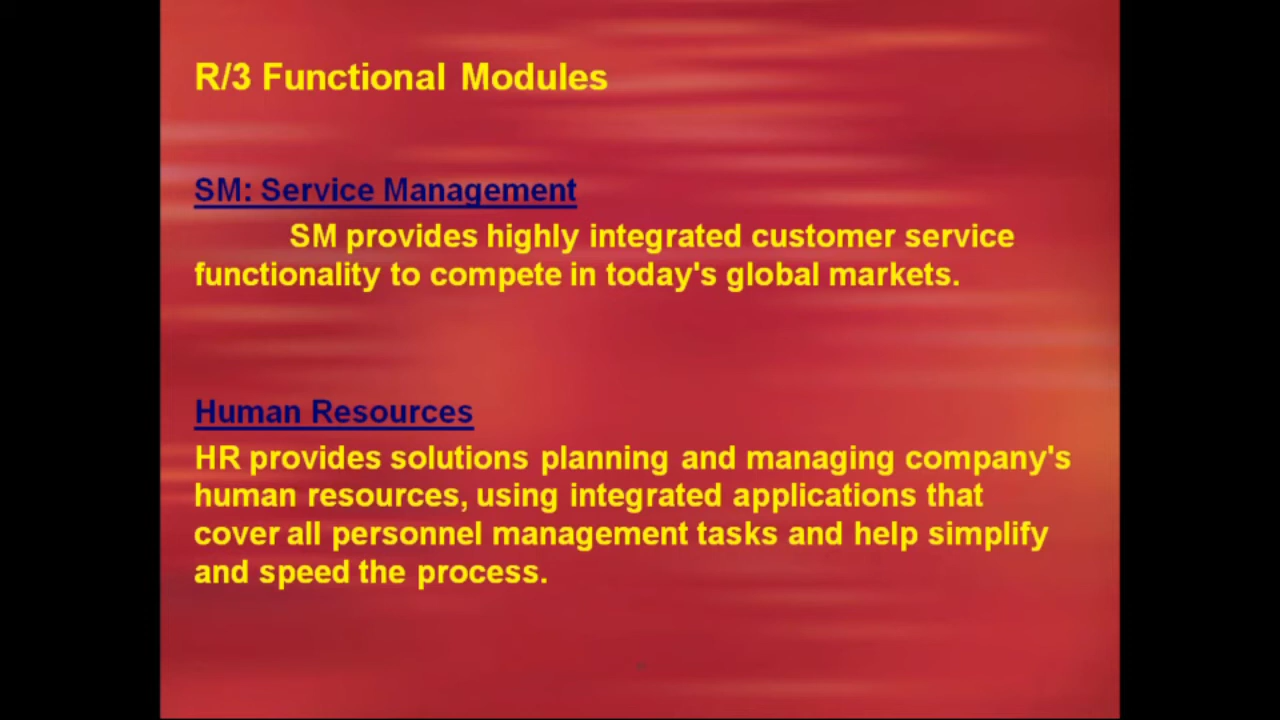 R/3 Functional Modules
SM: Service Management
SM provides highly integrated customer service
functionality to compete in today's global markets.
Human Resources
HR provides solutions planning and managing company's
human resources, using integrated applications that
cover all personnel management tasks and help simplify
and speed the process.